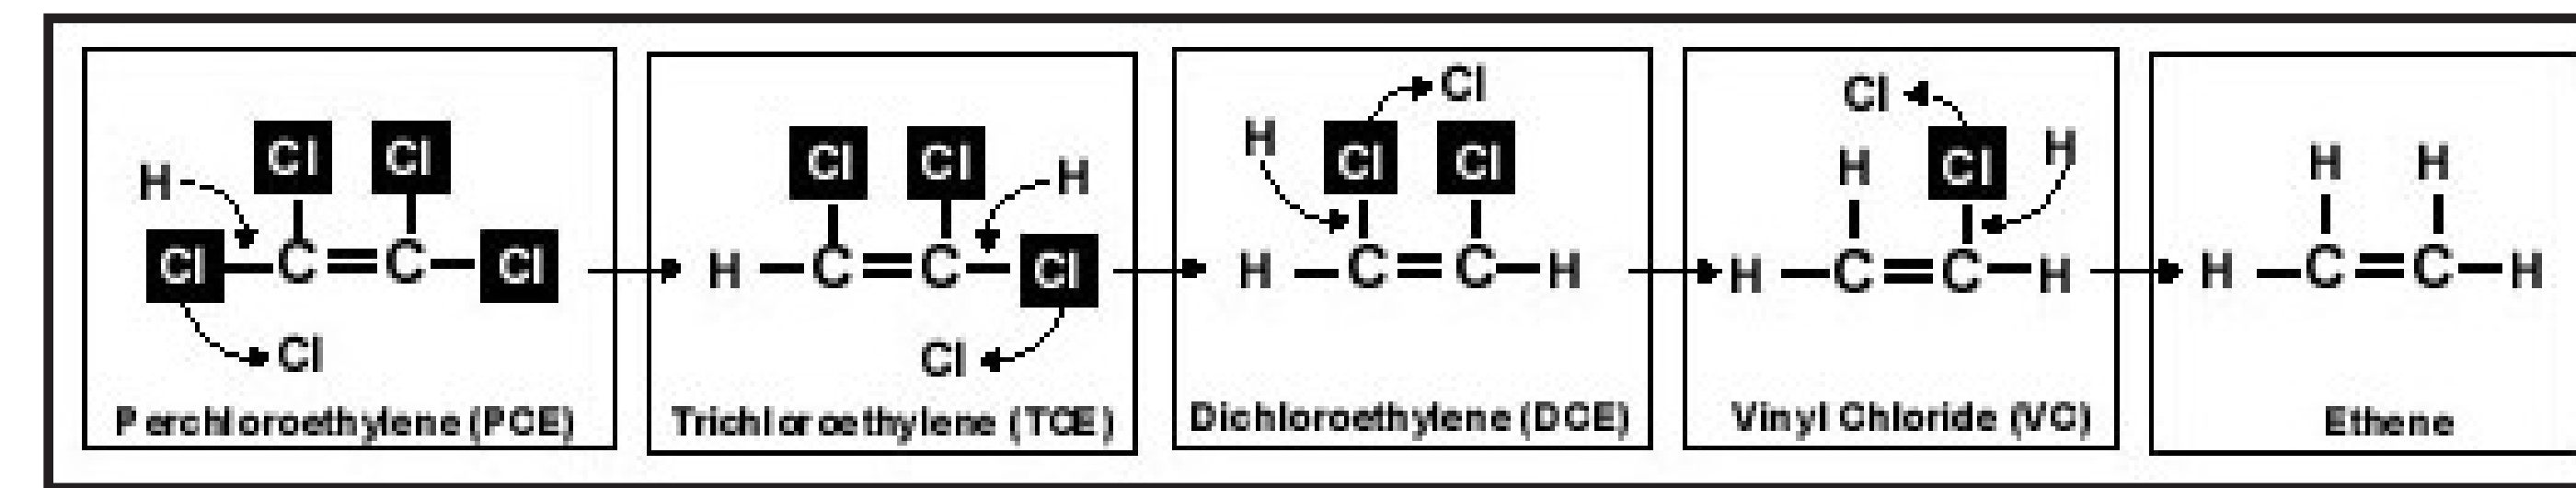 Cl Cl
H
Cl C C Cl
Cl
Perchloroethylene (PCE)
Cl Cl H
H C C Cl
Cl
Trichloroethylene (TCE)
Cl
H Cl Cl
H C C H
Dichloroethylene (DCE)
Cl
H Cl H
H C C H
Vinyl Chloride (VC)
H H
H C C H
Ethene